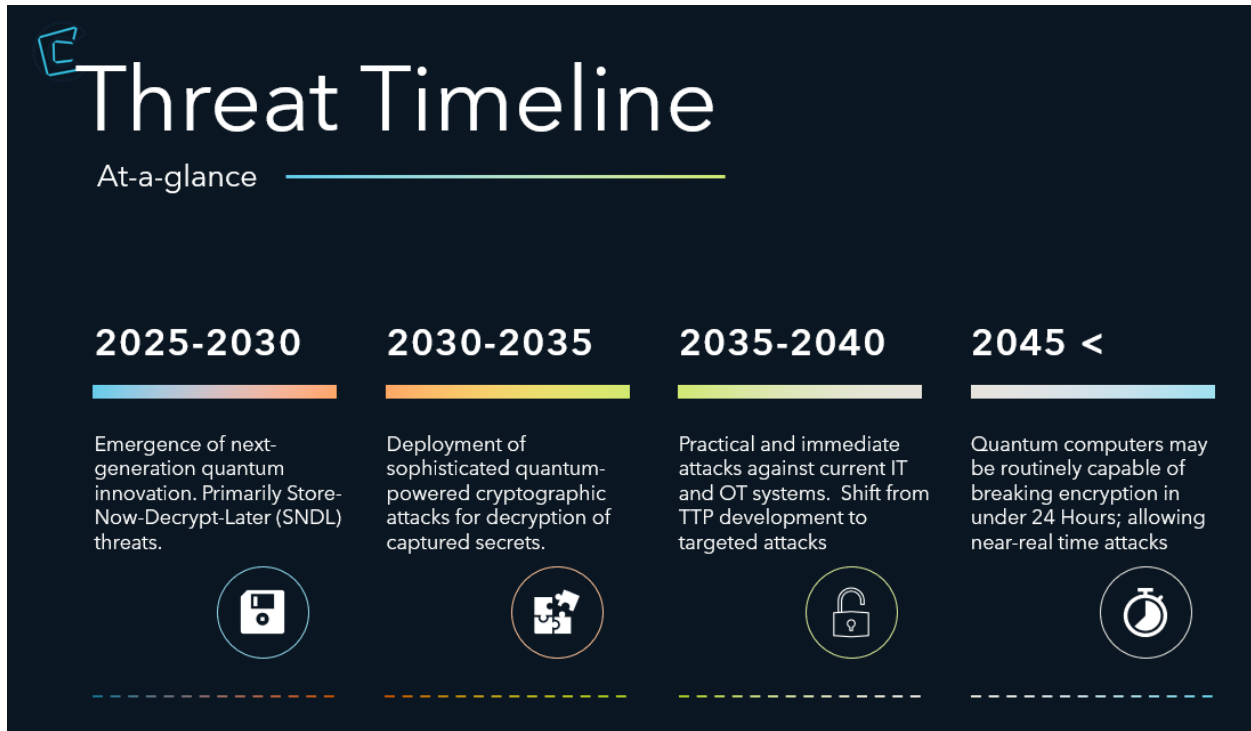 Threat Timeline
At-a-glance
2025-2030
Emergence of next-
generation quantum
innovation. Primarily Store-
Now-Decrypt-Later (SNDL)
threats.
2030-2035
Deployment of
sophisticated quantum-
powered cryptographic
attacks for decryption of
captured secrets.
2035-2040
Practical and immediate
attacks against current IT
and OT systems.  Shift from
TTP development to
targeted attacks
2045 <
Quantum computers may
be routinely capable of
breaking encryption in
under 24 Hours; allowing
near-real time attacks